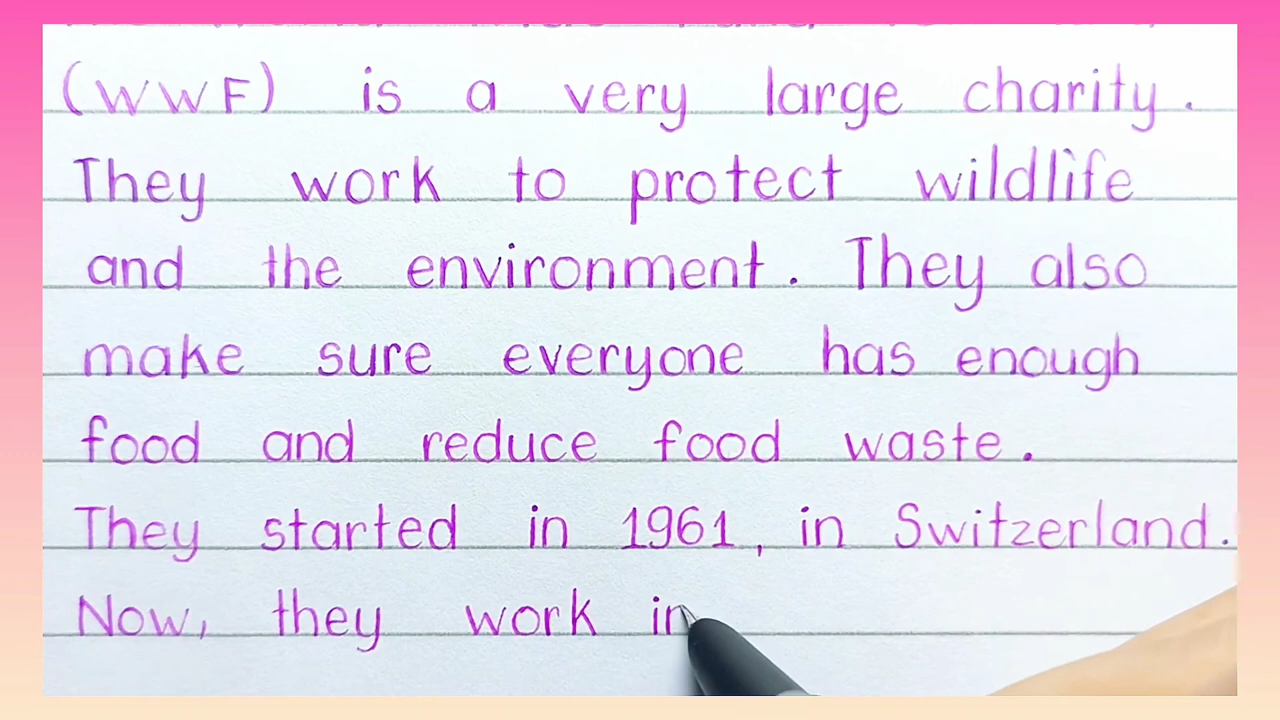 (WWF) is a very large charity.
They work to protect wildlife
and the environment. They also
make sure everyone has enough
food and reduce food waste.
They started in 1961, in Switzerland.
Now, they work in